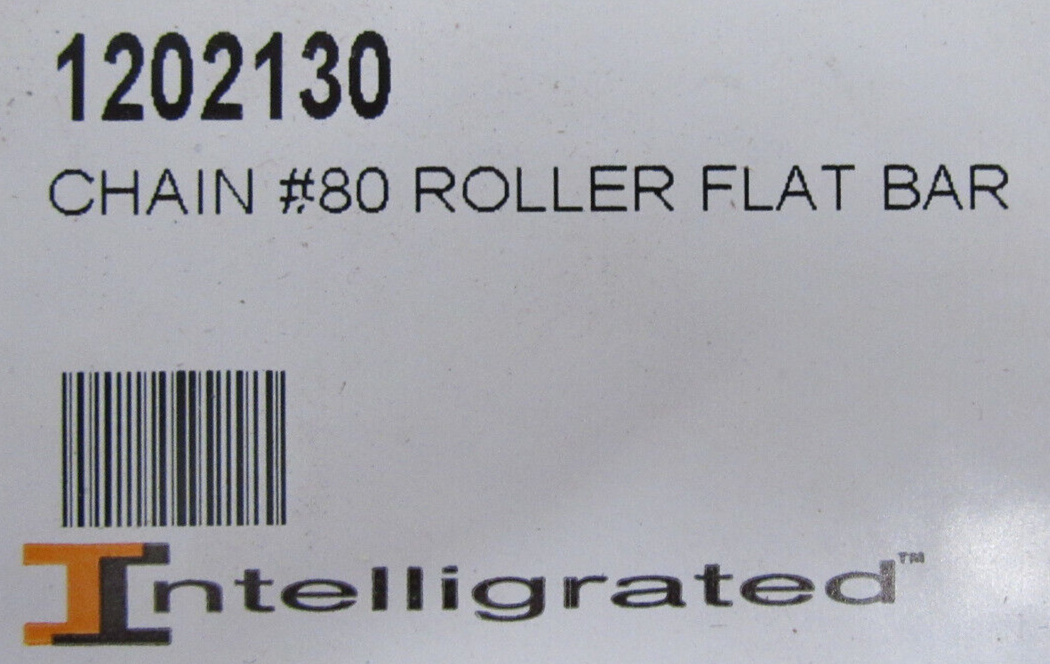 1202130
CHAIN #80 ROLLER FLAT BAR
Intelligrated™